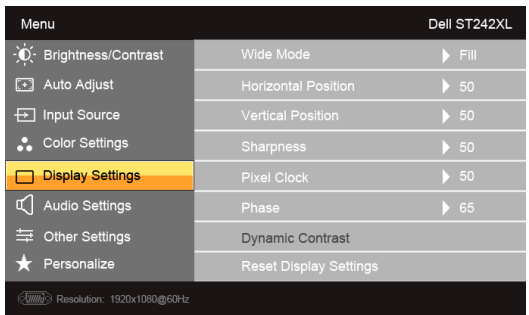 Menu Dell ST242XL
Brightness/Contrast Wide Mode Fill
Auto Adjust Horizontal Position 50
Input Source Vertical Position 50
Color Settings Sharpness 50
Display Settings Pixel Clock 50
Audio Settings Phase 65
Other Settings Dynamic Contrast
Personalize Reset Display Settings
Resolution: 1920x1080@60Hz